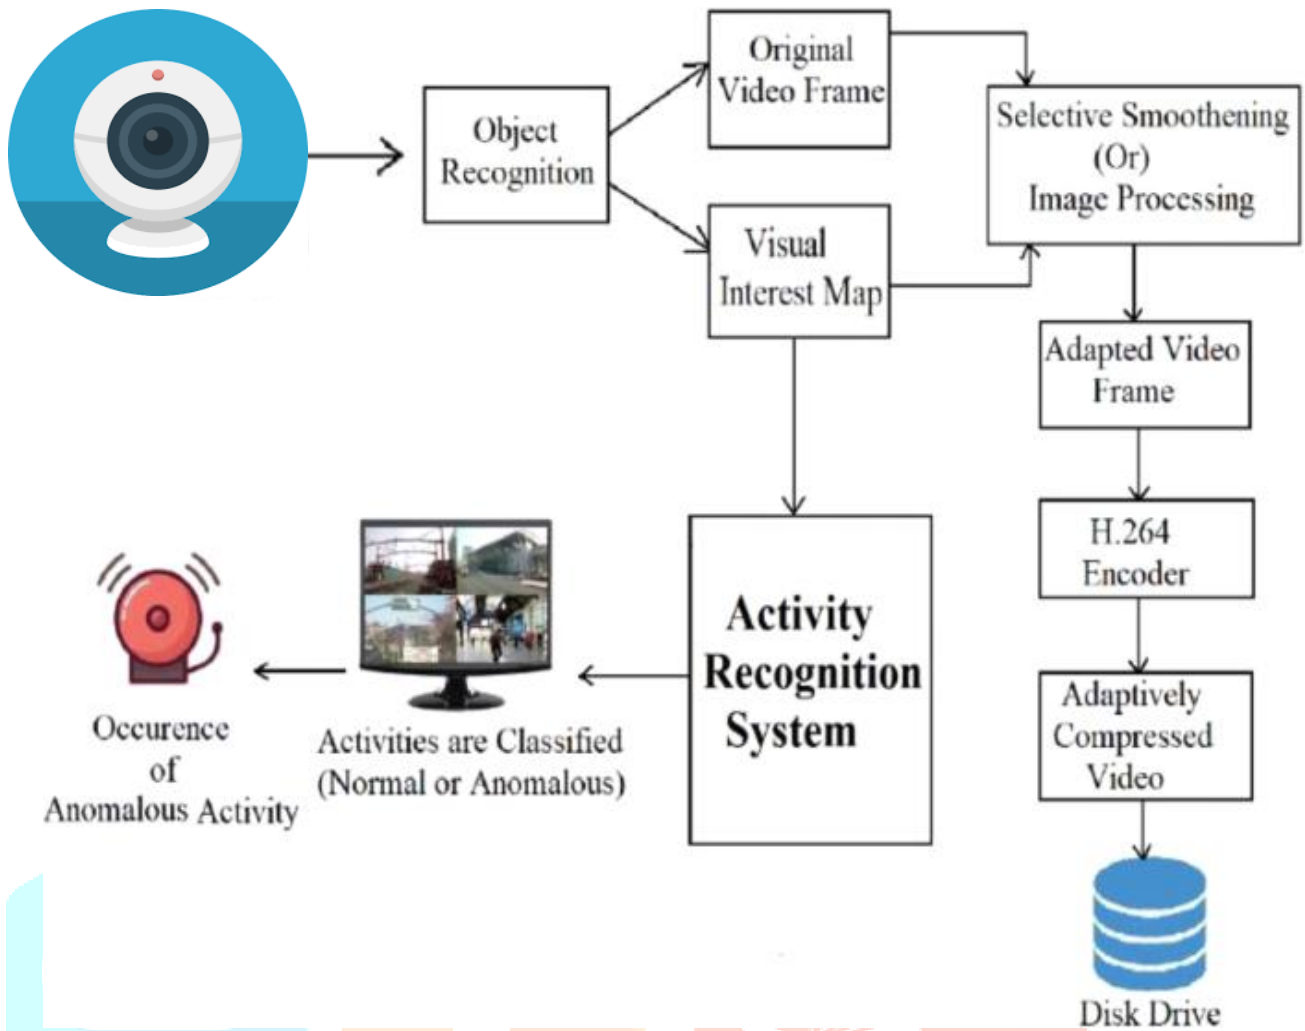 Object
Recognition
Original
Video Frame
Visual
Interest Map
Selective Smoothening
(Or)
Image Processing
Adapted Video
Frame
H.264
Encoder
Adaptively
Compressed
Video
Disk Drive
Activity
Recognition
System
Activities are Classified
(Normal or Anomalous)
Occurence
of
Anomalous Activity